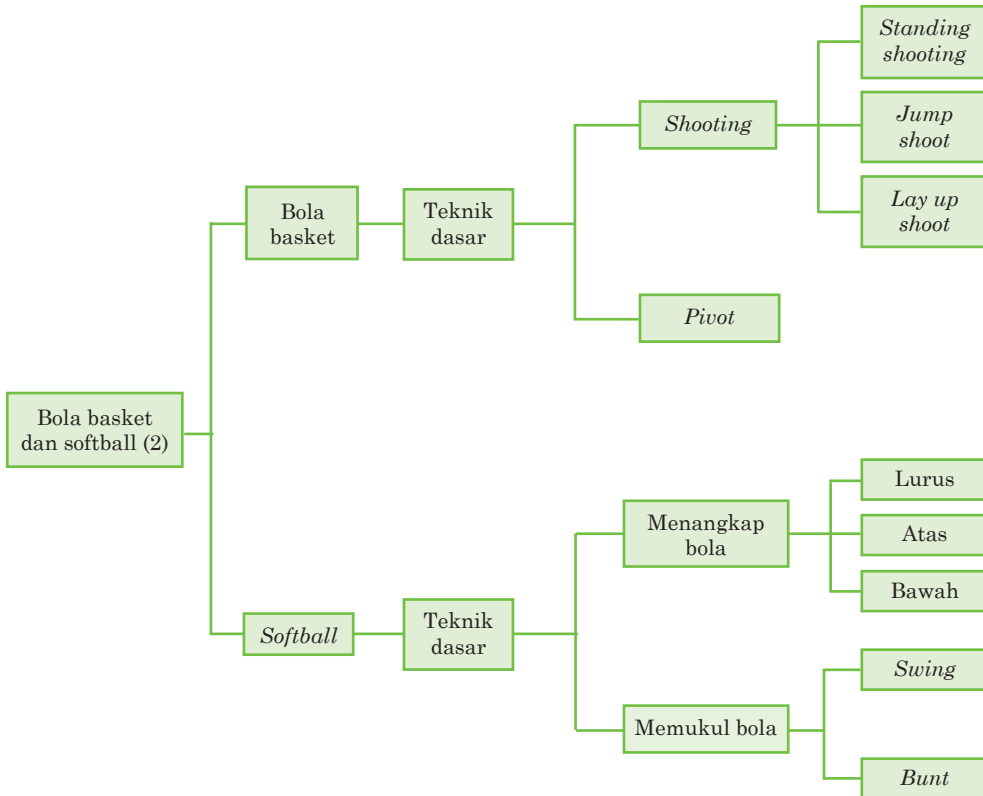 Bola basket
dan softball (2)
Bola
basket
Teknik
dasar
Shooting
Standing
shooting
Jump
shoot
Lay up
shoot
Pivot
Softball
Teknik
dasar
Menangkap
bola
Lurus
Atas
Bawah
Memukul bola
Swing
Bunt